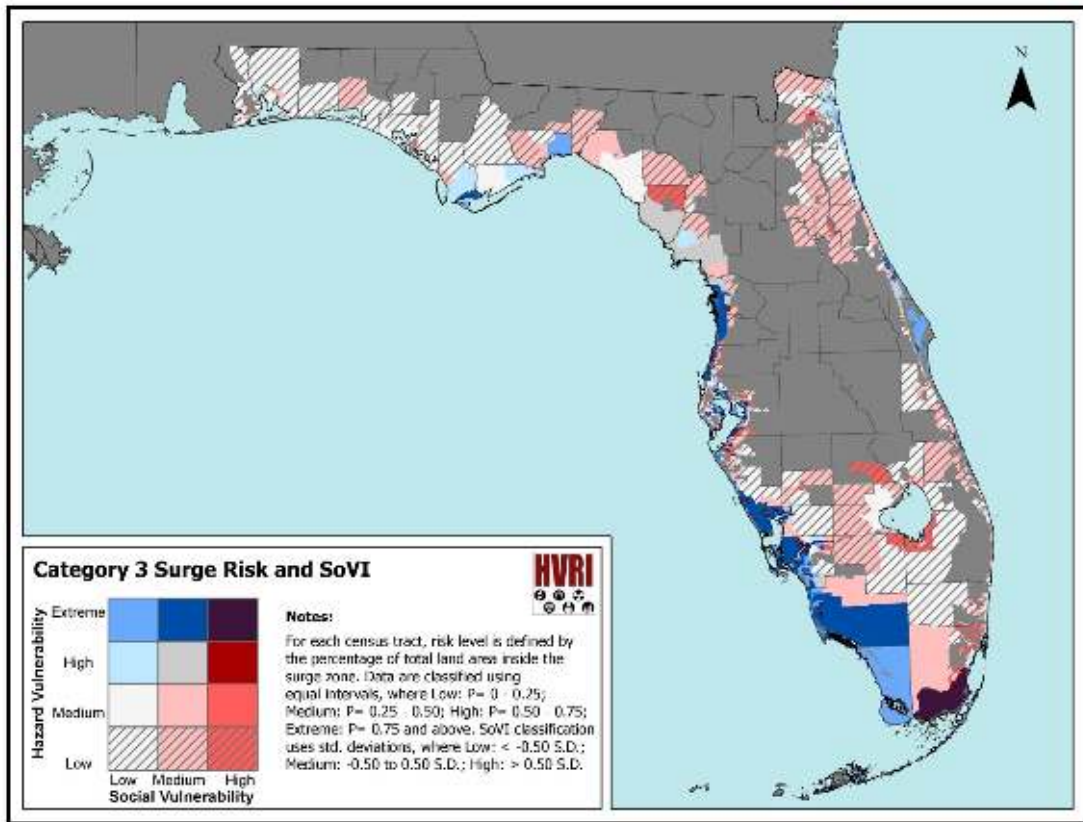 N
Category 3 Surge Risk and SoVI
HVRI
Hazard Vulnerability
Extreme
High
Medium
Low
Low Medium High
Social Vulnerability
Notes:
For each census tract, risk level is defined by
the percentage of total land area inside the
surge zone. Data are classified using
equal intervals, where Low: P= 0 - 0.25;
Medium: P= 0.25 - 0.50; High: P= 0.50 - 0.75;
Extreme: P= 0.75 and above. SoVI classification
uses std. deviations, where Low: < -0.50 S.D.;
Medium: -0.50 to 0.50 S.D.; High: > 0.50 S.D.